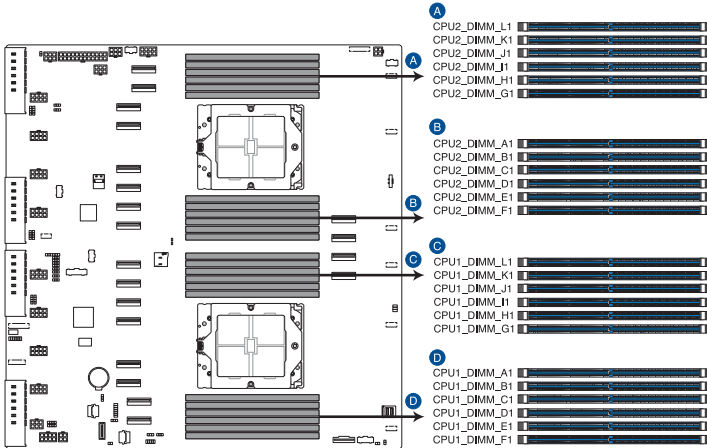 A
CPU2_DIMM_L1
CPU2_DIMM_K1
CPU2_DIMM_J1
CPU2_DIMM_I1
CPU2_DIMM_H1
CPU2_DIMM_G1
A
B
CPU2_DIMM_A1
CPU2_DIMM_B1
CPU2_DIMM_C1
CPU2_DIMM_D1
CPU2_DIMM_E1
CPU2_DIMM_F1
B
C
CPU1_DIMM_L1
CPU1_DIMM_K1
CPU1_DIMM_J1
CPU1_DIMM_I1
CPU1_DIMM_H1
CPU1_DIMM_G1
C
D
CPU1_DIMM_A1
CPU1_DIMM_B1
CPU1_DIMM_C1
CPU1_DIMM_D1
CPU1_DIMM_E1
CPU1_DIMM_F1
D